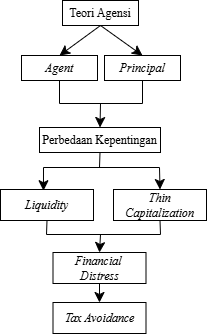 Teori Agensi
Agent
Principal
Perbedaan Kepentingan
Liquidity
Thin
Capitalization
Financial
Distress
Tax Avoidance